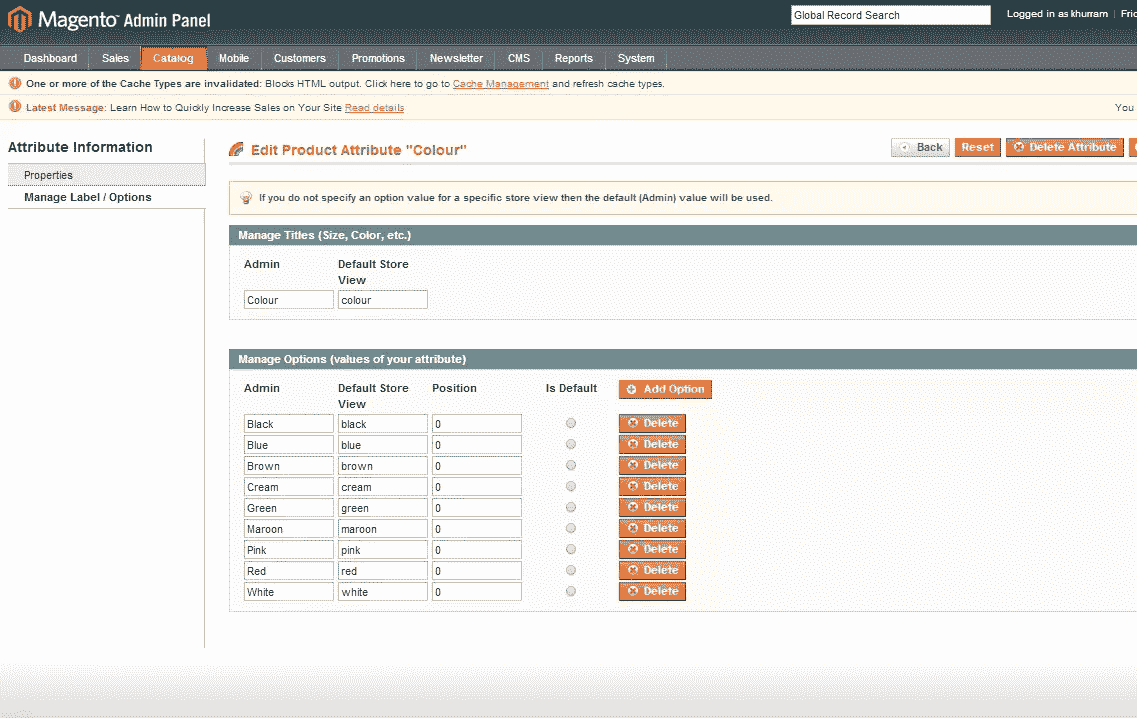 Magento Admin Panel
Global Record Search
Logged in as khurram | Fric
Dashboard Sales Catalog Mobile Customers Promotions Newsletter CMS Reports System
One or more of the Cache Types are invalidated: Blocks HTML output. Click here to go to Cache Management and refresh cache types.
Latest Message: Learn How to Quickly Increase Sales on Your Site Read details You
Attribute Information
Properties
Manage Label / Options
Edit Product Attribute "Colour"
Back Reset Delete Attribute
If you do not specify an option value for a specific store view then the default (Admin) value will be used.
Manage Titles (Size, Color, etc.)
Admin Default Store
View
Colour colour
Manage Options (values of your attribute)
Admin Default Store Position Is Default Add Option
View
Black black 0 Delete
Blue blue 0 Delete
Brown brown 0 Delete
Cream cream 0 Delete
Green green 0 Delete
Maroon maroon 0 Delete
Pink pink 0 Delete
Red red 0 Delete
White white 0 Delete